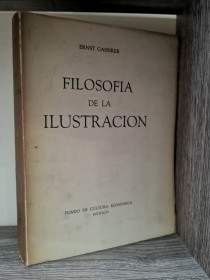 ERNST CASSIRER
FILOSOFIA
DE LA
ILUSTRACION
FONDO DE CULTURA ECONOMICA
MEXICO